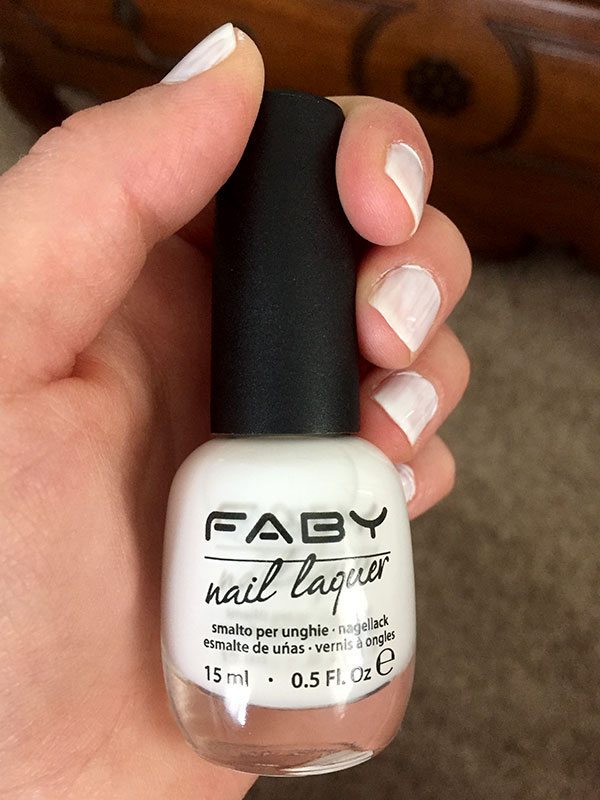 FABY
nail laquer
smalto per unghie · nagellack
esmalte de uñas · vernis à ongles
15 ml · 0.5 Fl. Oz ℮